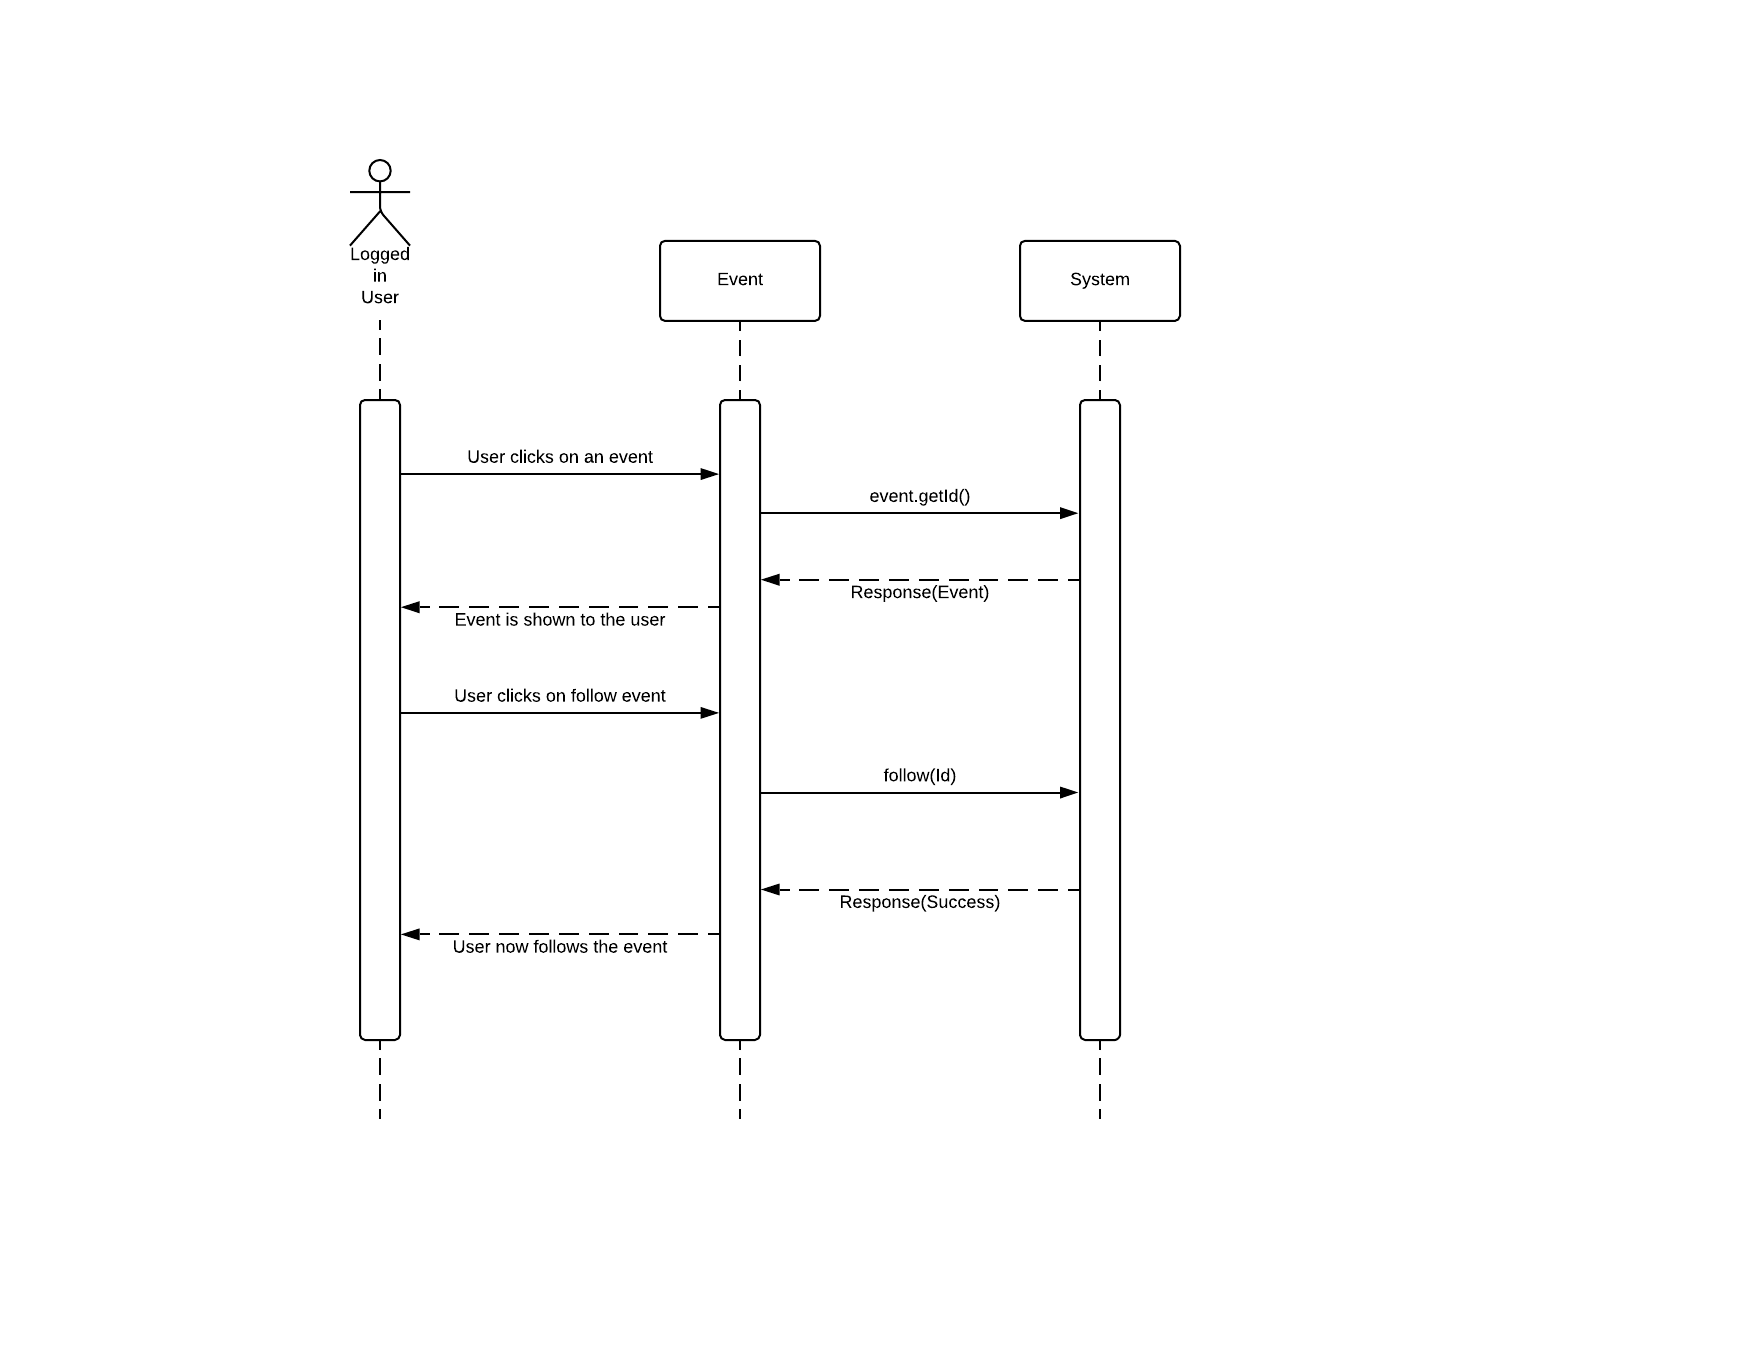 Logged
in
User
Event
System
User clicks on an event
event.getId()
Response(Event)
Event is shown to the user
User clicks on follow event
follow(Id)
Response(Success)
User now follows the event